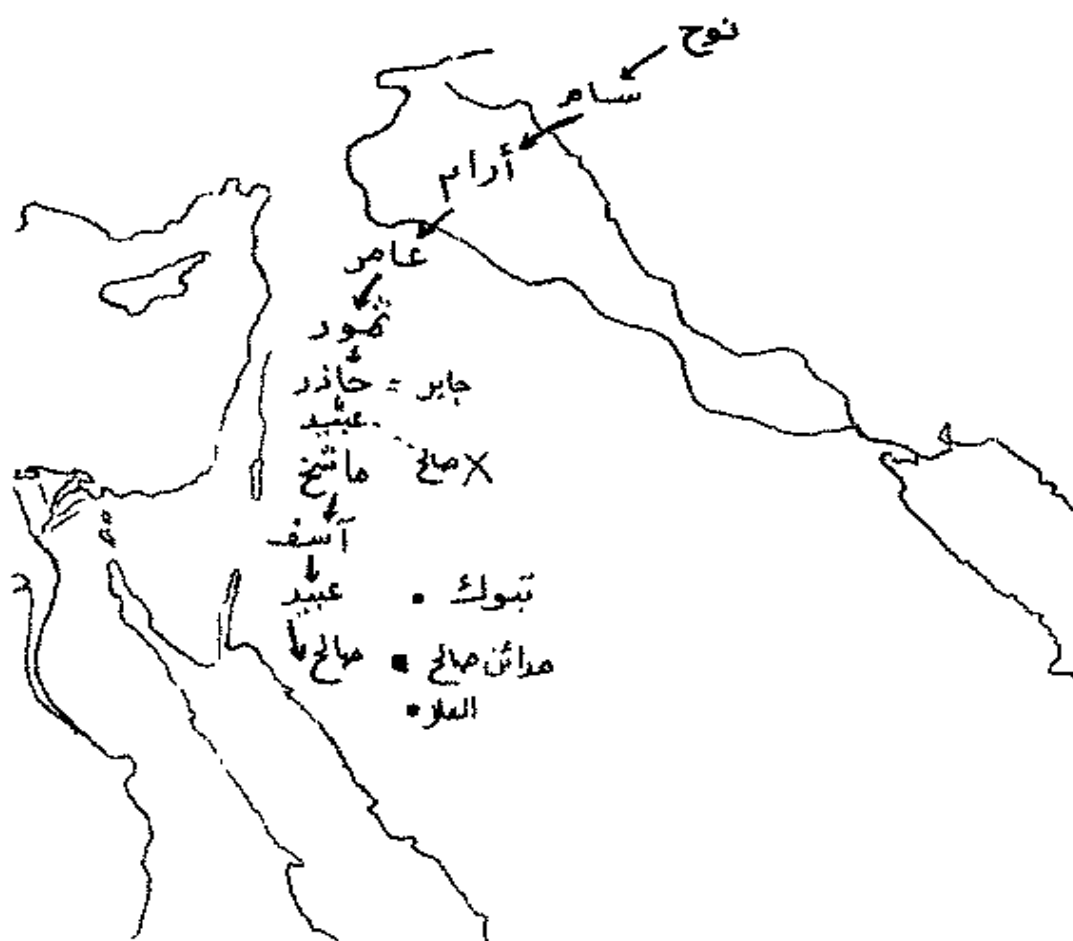 نوح
سام
أرام
عامر
ثمود
حاذر = جابر
عبيد
ماشخ صالح X
آسف
عبيد تبوك
صالح مدائن صالح
العلا